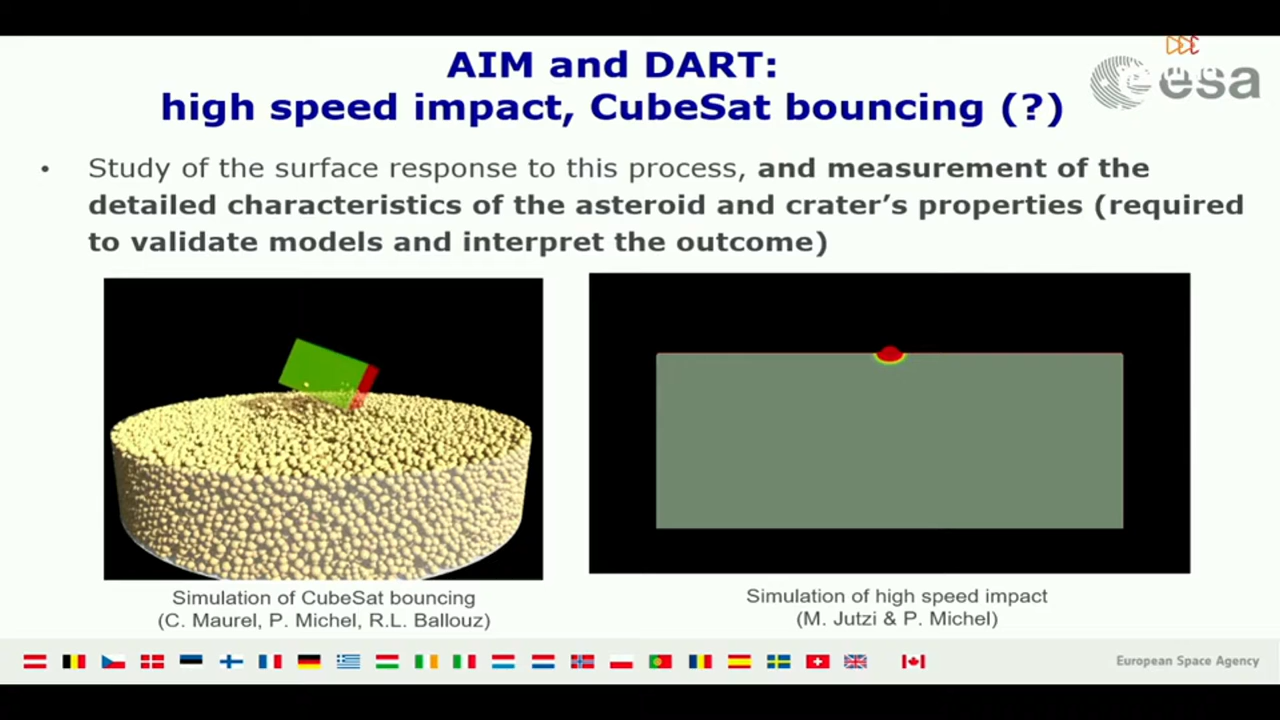 AIM and DART:
high speed impact, CubeSat bouncing (?)
esa
• Study of the surface response to this process, and measurement of the
detailed characteristics of the asteroid and crater's properties (required
to validate models and interpret the outcome)
Simulation of CubeSat bouncing
(C. Maurel, P. Michel, R.L. Ballouz)
Simulation of high speed impact
(M. Jutzi & P. Michel)
European Space Agency